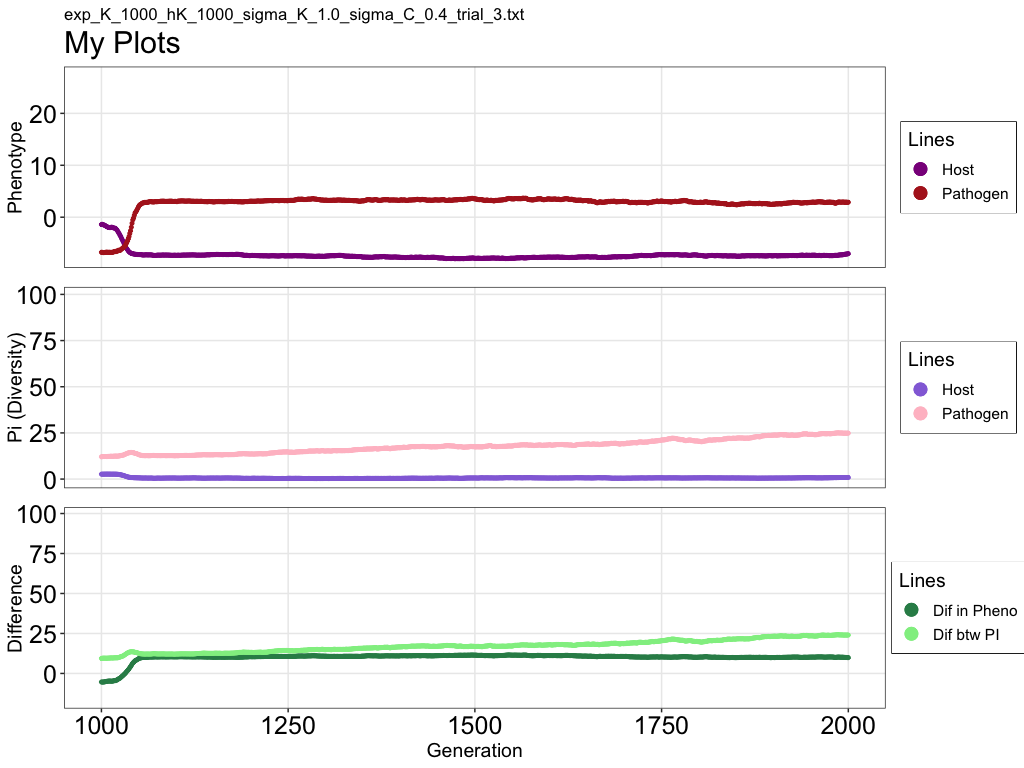 exp_K_1000_hK_1000_sigma_K_1.0_sigma_C_0.4_trial_3.txt
My Plots
Phenotype
20
10
0
Lines
Host
Pathogen
Pi (Diversity)
100
75
50
25
0
Lines
Host
Pathogen
Difference
100
75
50
25
0
Lines
Dif in Pheno
Dif btw PI
1000 1250 1500 1750 2000
Generation